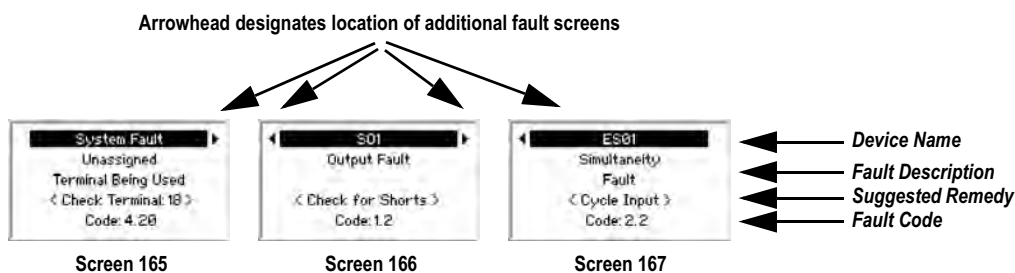 Arrowhead designates location of additional fault screens
System Fault
Unassigned
Terminal Being Used
< Check Terminal: 18 >
Code: 4.20
Screen 165
SO1
Output Fault
< Check for Shorts >
Code: 1.2
Screen 166
ES01
Simultaneity
Fault
< Cycle Input >
Code: 2.2
Screen 167
Device Name
Fault Description
Suggested Remedy
Fault Code